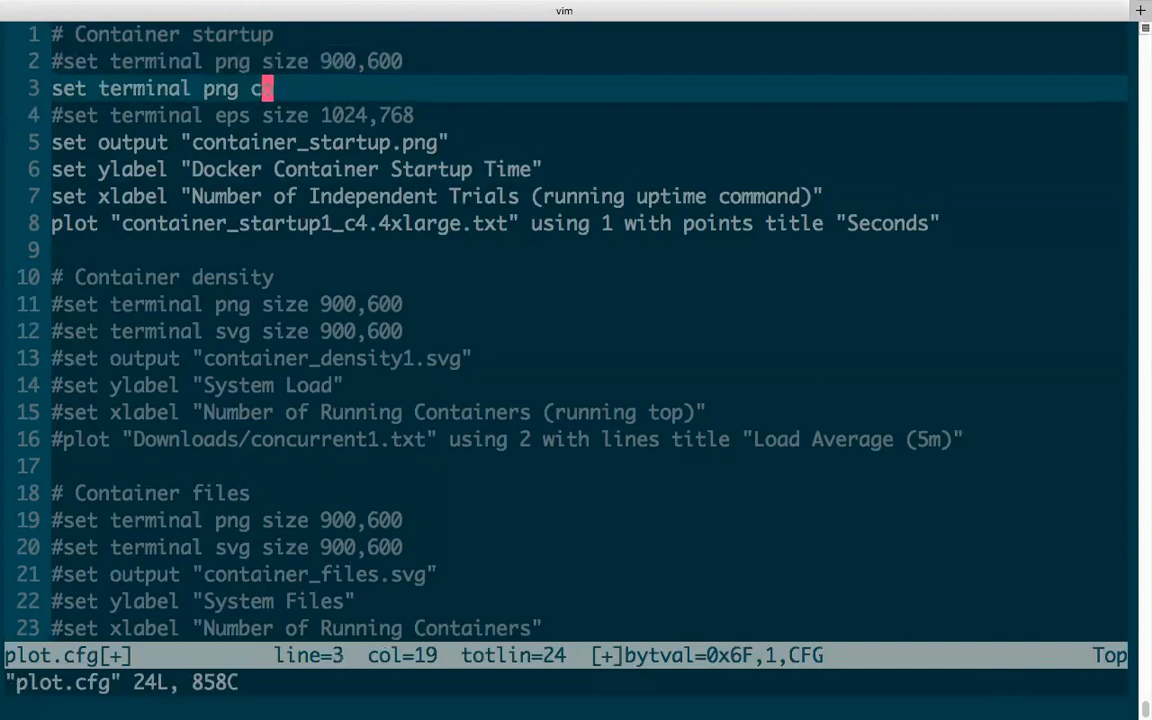 vim
+
1 # Container startup
2 #set terminal png size 900,600
3 set terminal png c
4 #set terminal eps size 1024,768
5 set output "container_startup.png"
6 set ylabel "Docker Container Startup Time"
7 set xlabel "Number of Independent Trials (running uptime command)"
8 plot "container_startup1_c4.4xlarge.txt" using 1 with points title "Seconds"
9
10 # Container density
11 #set terminal png size 900,600
12 #set terminal svg size 900,600
13 #set output "container_density1.svg"
14 #set ylabel "System Load"
15 #set xlabel "Number of Running Containers (running top)"
16 #plot "Downloads/concurrent1.txt" using 2 with lines title "Load Average (5m)"
17
18 # Container files
19 #set terminal png size 900,600
20 #set terminal svg size 900,600
21 #set output "container_files.svg"
22 #set ylabel "System Files"
23 #set xlabel "Number of Running Containers"
plot.cfg[+] line=3 col=19 totlin=24 [+]bytval=0x6F,1,CFG Top
"plot.cfg" 24L, 858C